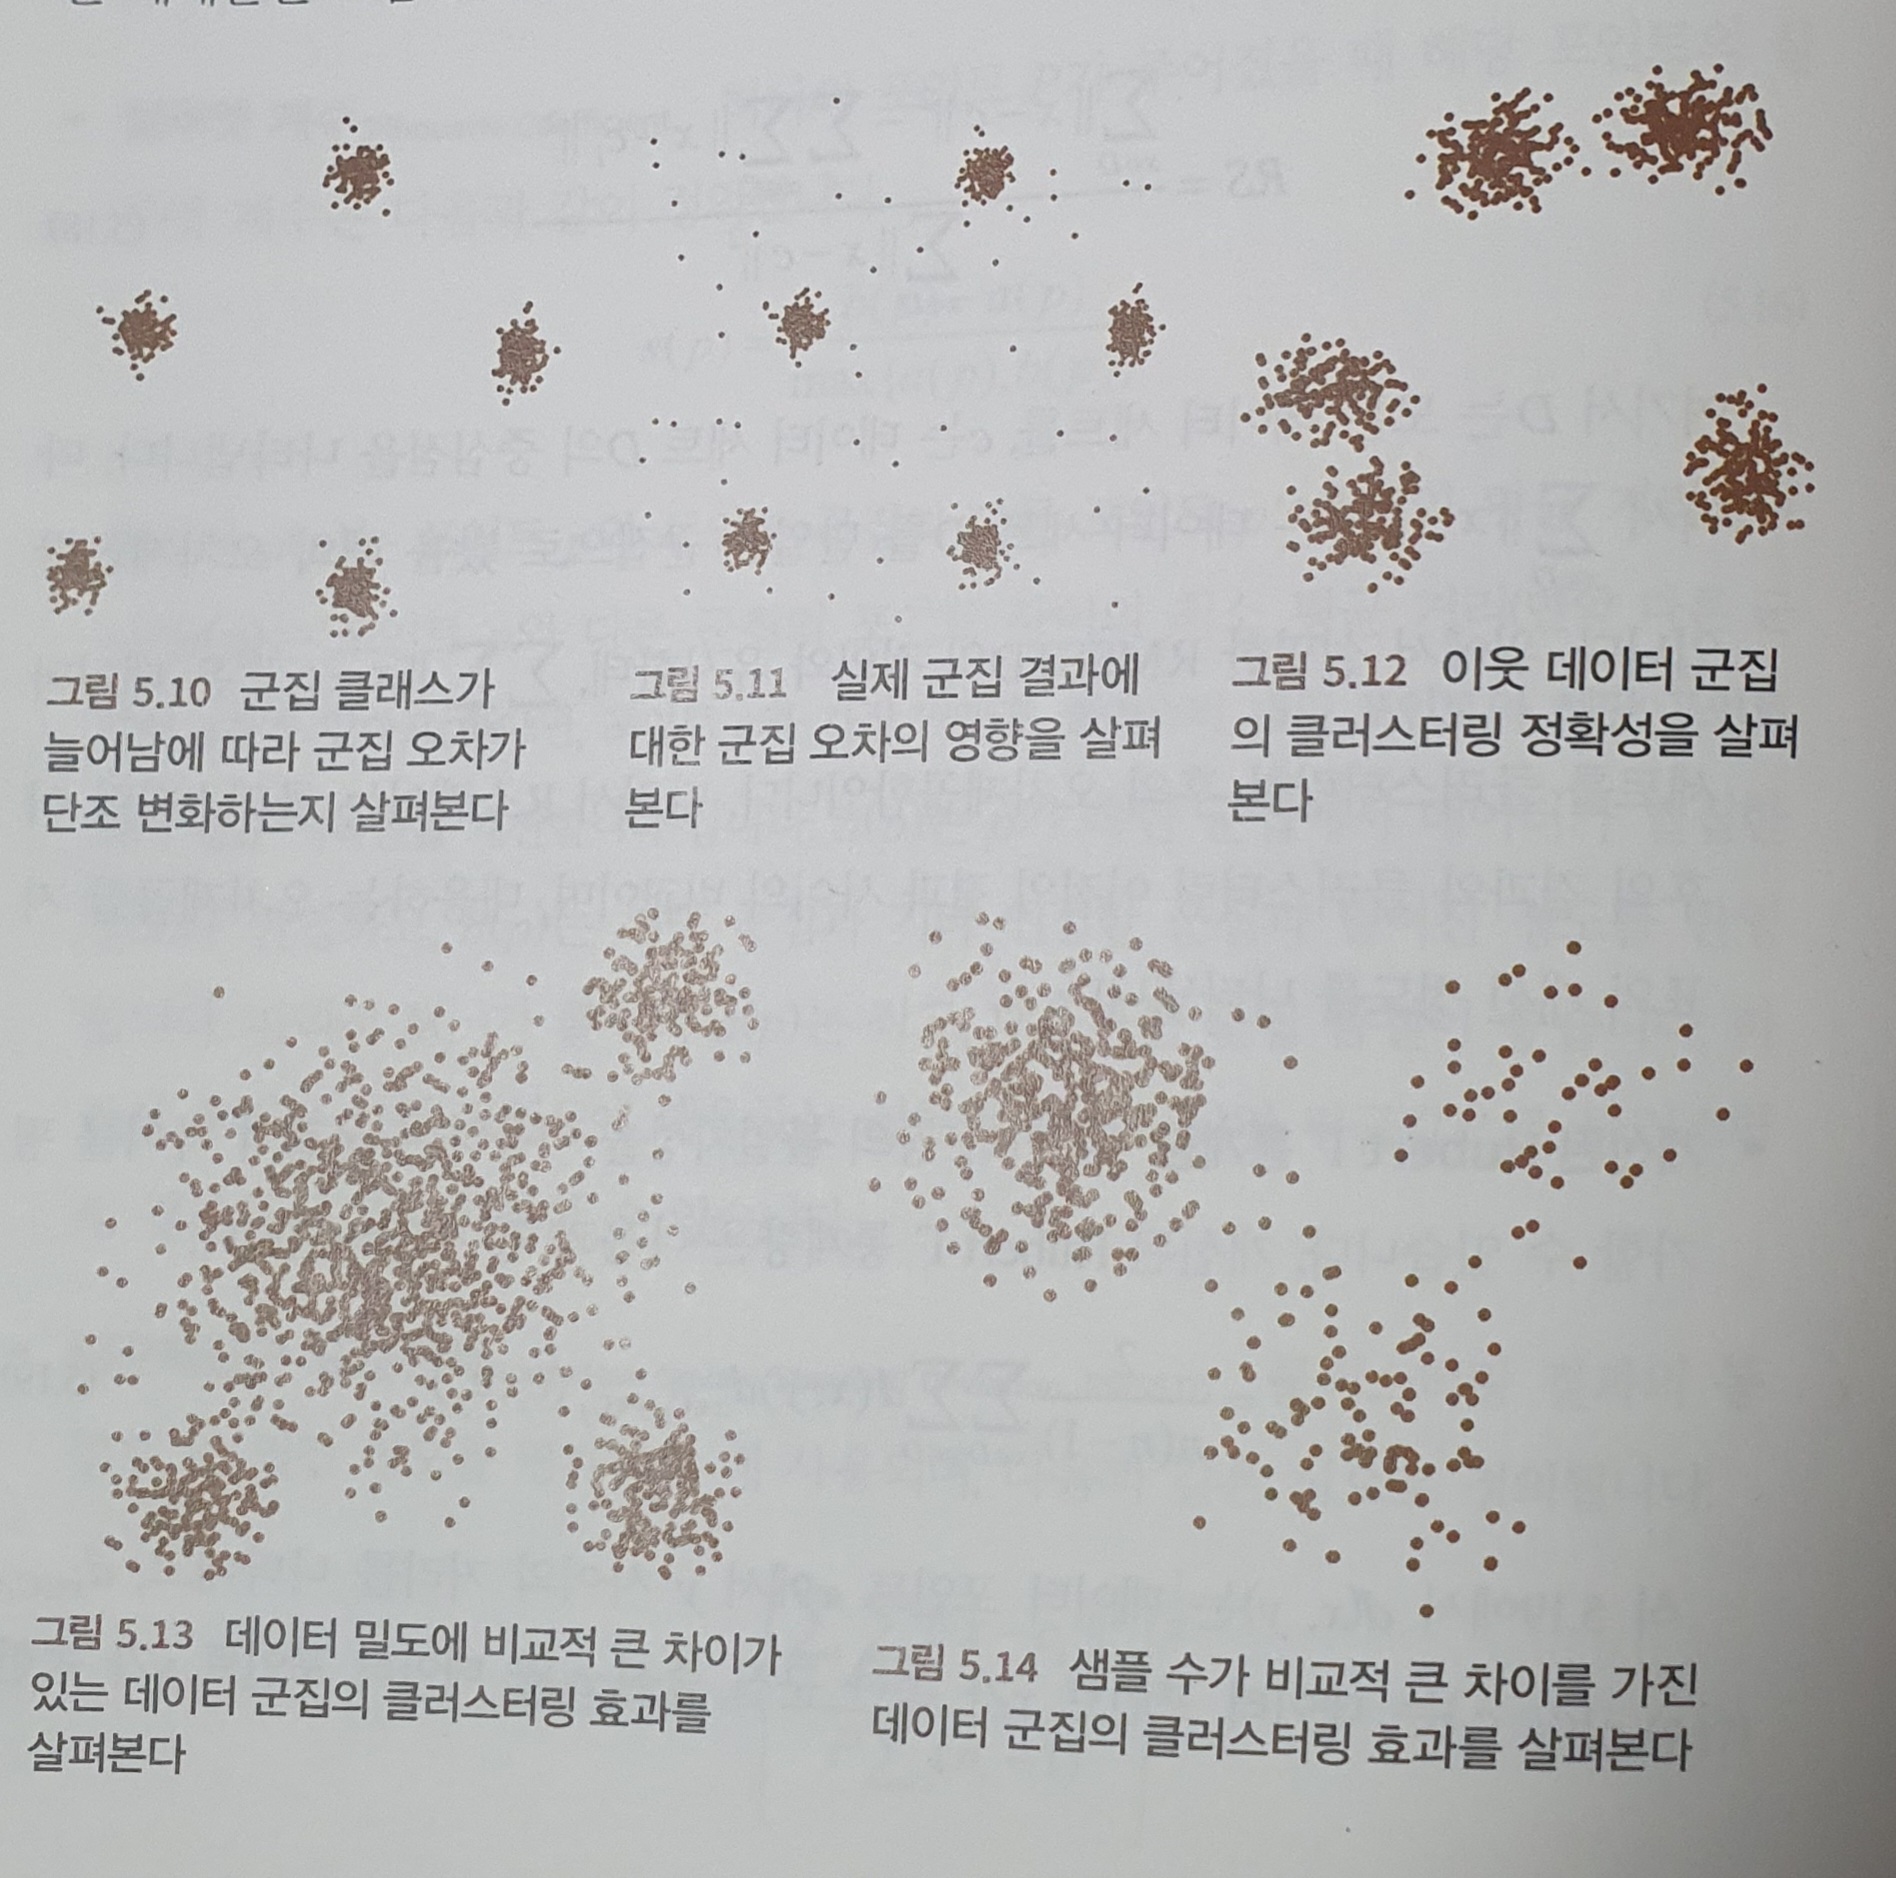 그림 5.10 군집 클래스가
늘어남에 따라 군집 오차가
단조 변화하는지 살펴본다
그림 5.11 실제 군집 결과에
대한 군집 오차의 영향을 살펴
본다
그림 5.12 이웃 데이터 군집
의 클러스터링 정확성을 살펴
본다
그림 5.13 데이터 밀도에 비교적 큰 차이가
있는 데이터 군집의 클러스터링 효과를
살펴본다
그림 5.14 샘플 수가 비교적 큰 차이를 가진
데이터 군집의 클러스터링 효과를 살펴본다